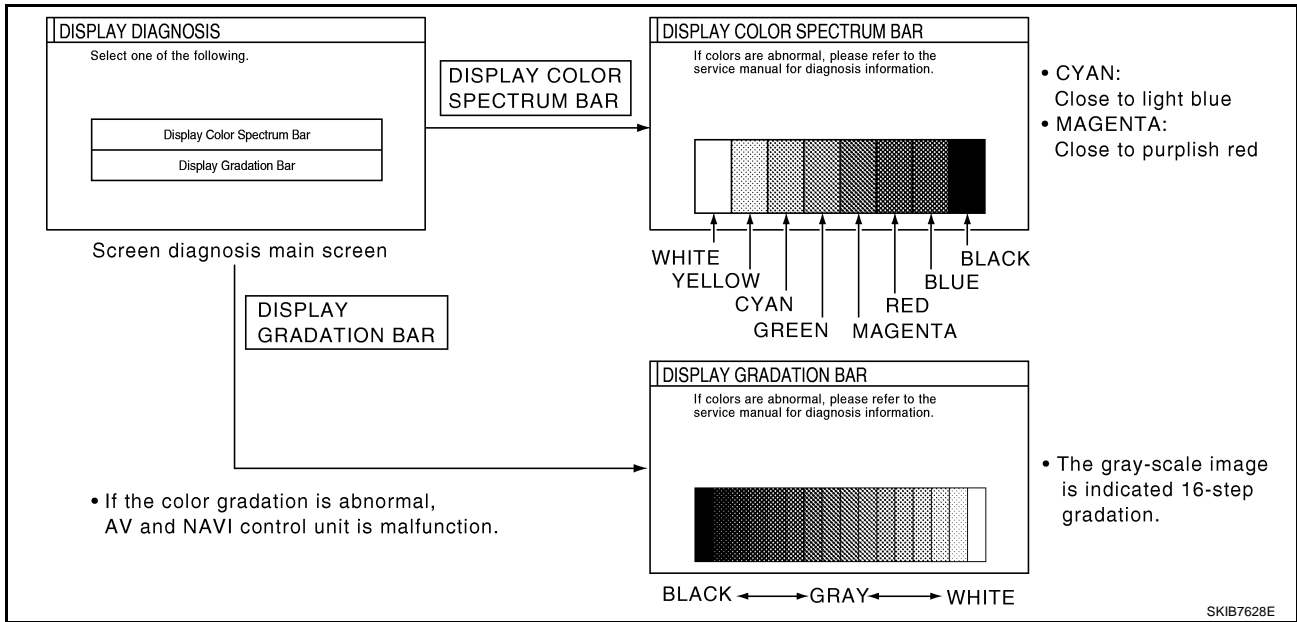 DISPLAY DIAGNOSIS
Select one of the following.
Display Color Spectrum Bar
Display Gradation Bar
Screen diagnosis main screen
DISPLAY COLOR
SPECTRUM BAR
DISPLAY COLOR SPECTRUM BAR
If colors are abnormal, please refer to the
service manual for diagnosis information.
WHITE
YELLOW
CYAN
GREEN
MAGENTA
RED
BLUE
BLACK
• CYAN:
Close to light blue
• MAGENTA:
Close to purplish red
DISPLAY
GRADATION BAR
• If the color gradation is abnormal,
AV and NAVI control unit is malfunction.
DISPLAY GRADATION BAR
If colors are abnormal, please refer to the
service manual for diagnosis information.
BLACK GRAY WHITE
• The gray-scale image
is indicated 16-step
gradation.
SKIB7628E